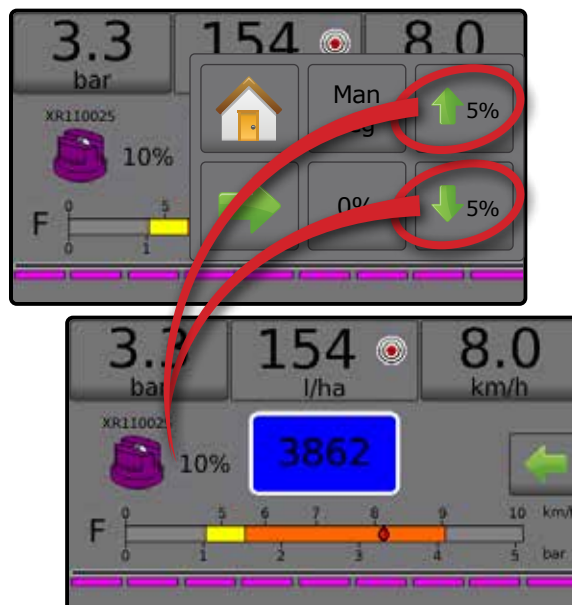 3.3 154 8.0
bar
XR110025
Man
5%
10%
0% 5%
F
0 5
0 1
3.3 154 8.0
bar l/ha km/h
XR110025
10% 3862
F
0 5 6 7 8 9 10 km/h
0 1 2 3 4 5 bar